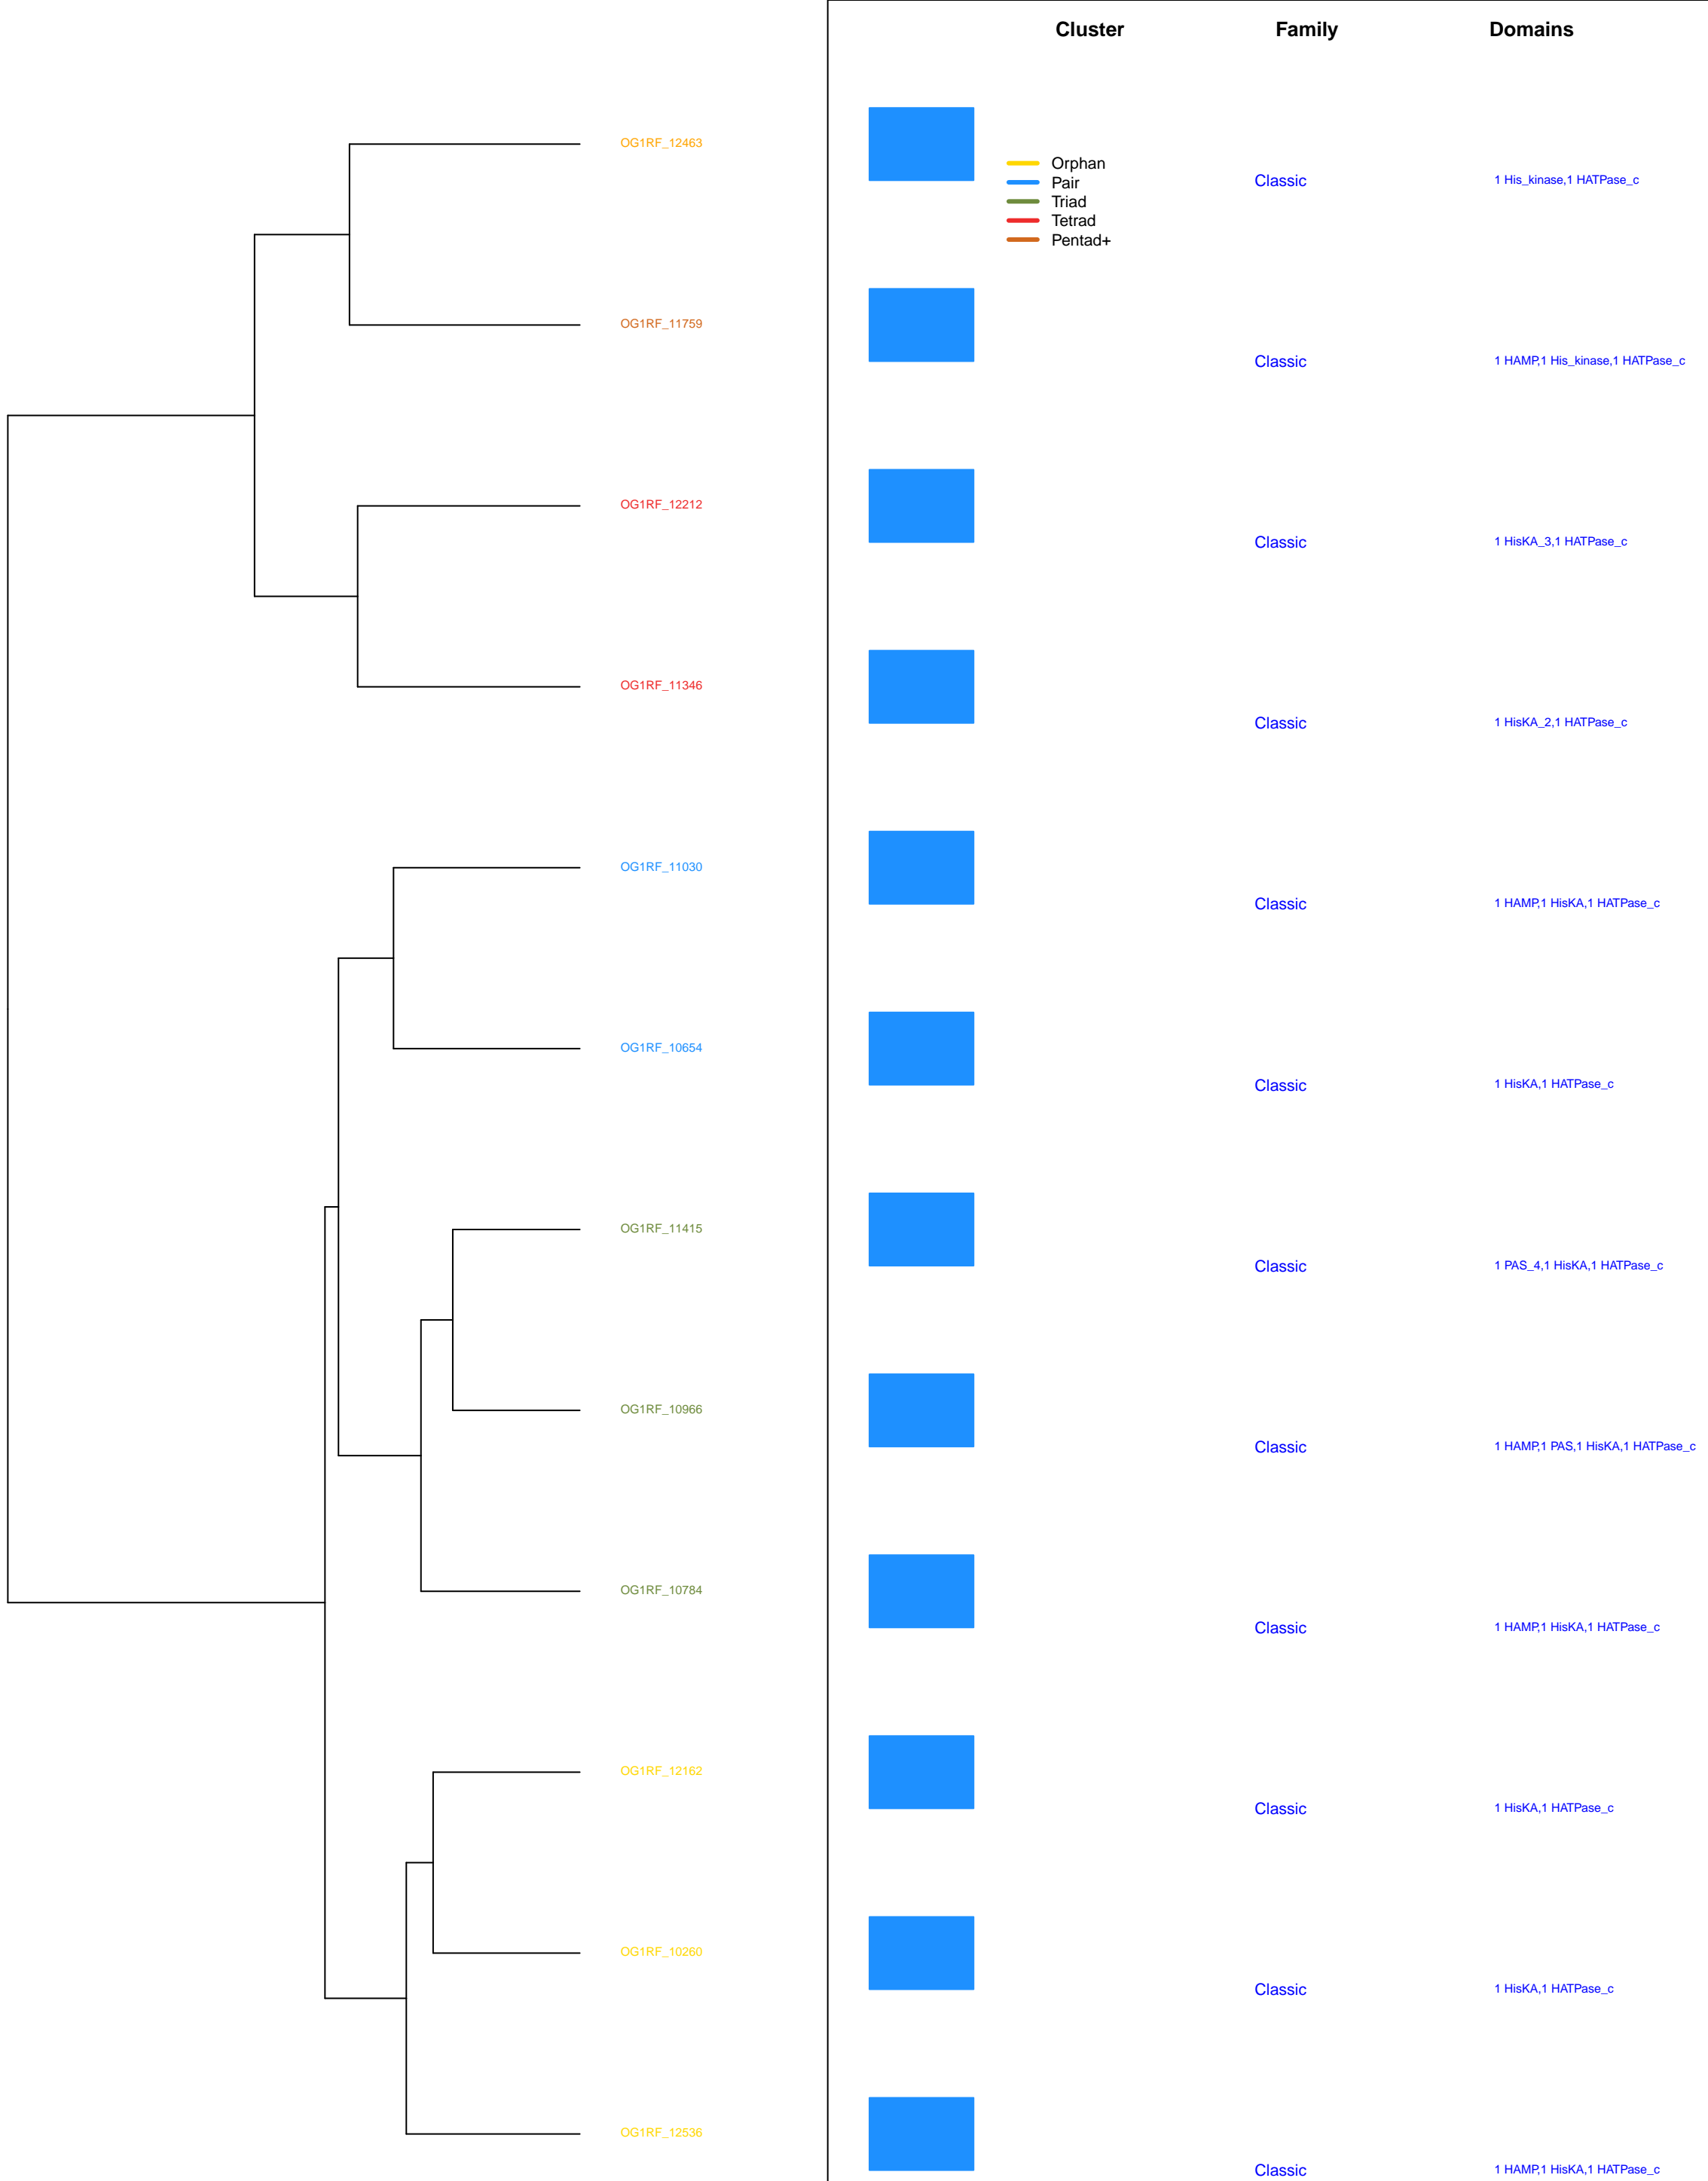 Cluster Family Domains
OG1RF_12463
Orphan
Pair
Triad
Tetrad
Pentad+
Classic 1 His_kinase,1 HATPase_c
OG1RF_11759
Classic 1 HAMP,1 His_kinase,1 HATPase_c
OG1RF_12212
Classic 1 HisKA_3,1 HATPase_c
OG1RF_11346
Classic 1 HisKA_2,1 HATPase_c
OG1RF_11030
Classic 1 HAMP,1 HisKA,1 HATPase_c
OG1RF_10654
Classic 1 HisKA,1 HATPase_c
OG1RF_11415
Classic 1 PAS_4,1 HisKA,1 HATPase_c
OG1RF_10966
Classic 1 HAMP,1 PAS,1 HisKA,1 HATPase_c
OG1RF_10784
Classic 1 HAMP,1 HisKA,1 HATPase_c
OG1RF_12162
Classic 1 HisKA,1 HATPase_c
OG1RF_10260
Classic 1 HisKA,1 HATPase_c
OG1RF_12536
Classic 1 HAMP,1 HisKA,1 HATPase_c